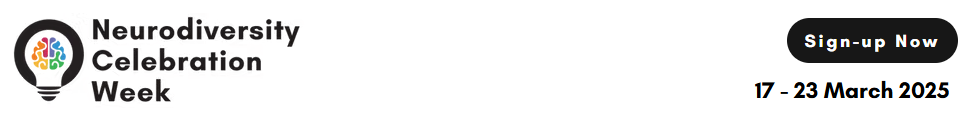 Neurodiversity
Celebration
Week
Sign-up Now
17 - 23 March 2025